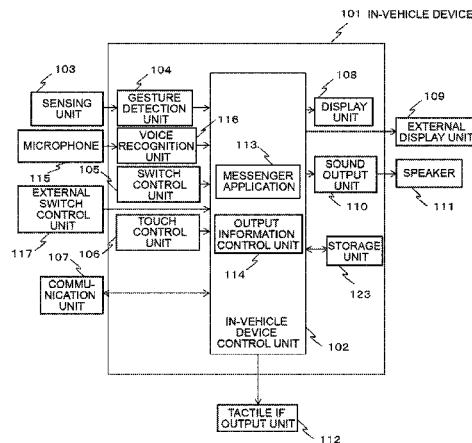 101 IN-VEHICLE DEVICE
103
SENSING
UNIT
104
GESTURE
DETECTION
UNIT
116
108
DISPLAY
UNIT
109
EXTERNAL
DISPLAY UNIT
MICROPHONE
115
VOICE
RECOGNITION
UNIT
113
MESSENGER
APPLICATION
105
SWITCH
CONTROL
UNIT
SOUND
OUTPUT
UNIT
110
SPEAKER
111
EXTERNAL
SWITCH
CONTROL
UNIT
117
TOUCH
CONTROL
UNIT
106
OUTPUT
INFORMATION
CONTROL UNIT
114
STORAGE
UNIT
123
107
COMMU-
NICATION
UNIT
IN-VEHICLE
DEVICE
CONTROL UNIT
102
TACTILE IF
OUTPUT UNIT
112